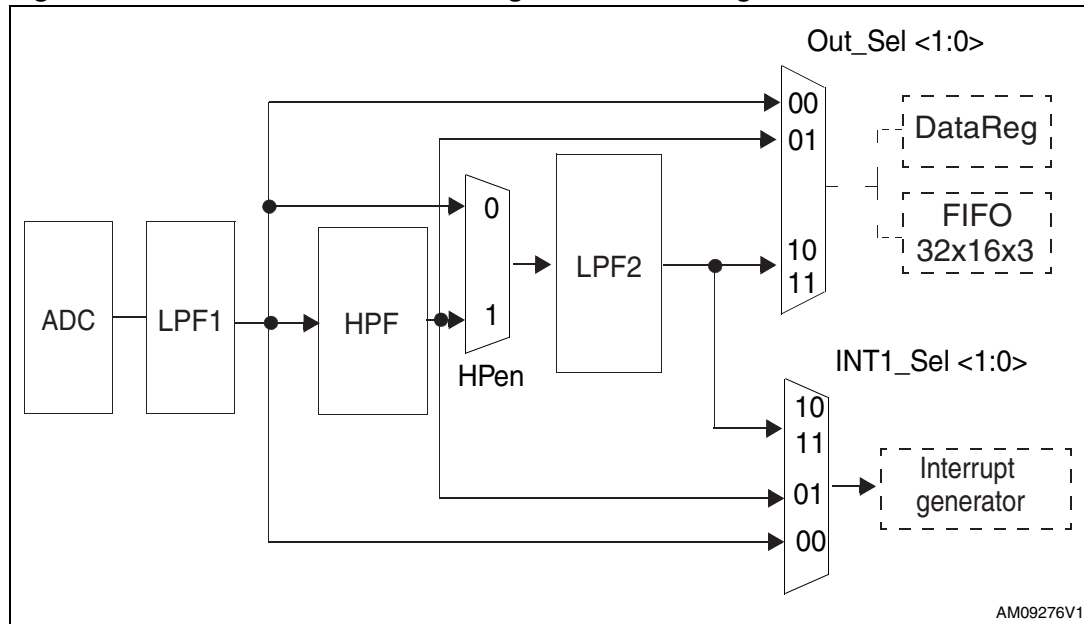 Out_Sel <1:0>
00
01
10
11
DataReg
FIFO
32x16x3
0
1
HPen
ADC
LPF1
HPF
LPF2
INT1_Sel <1:0>
10
11
01
00
Interrupt
generator
AM09276V1